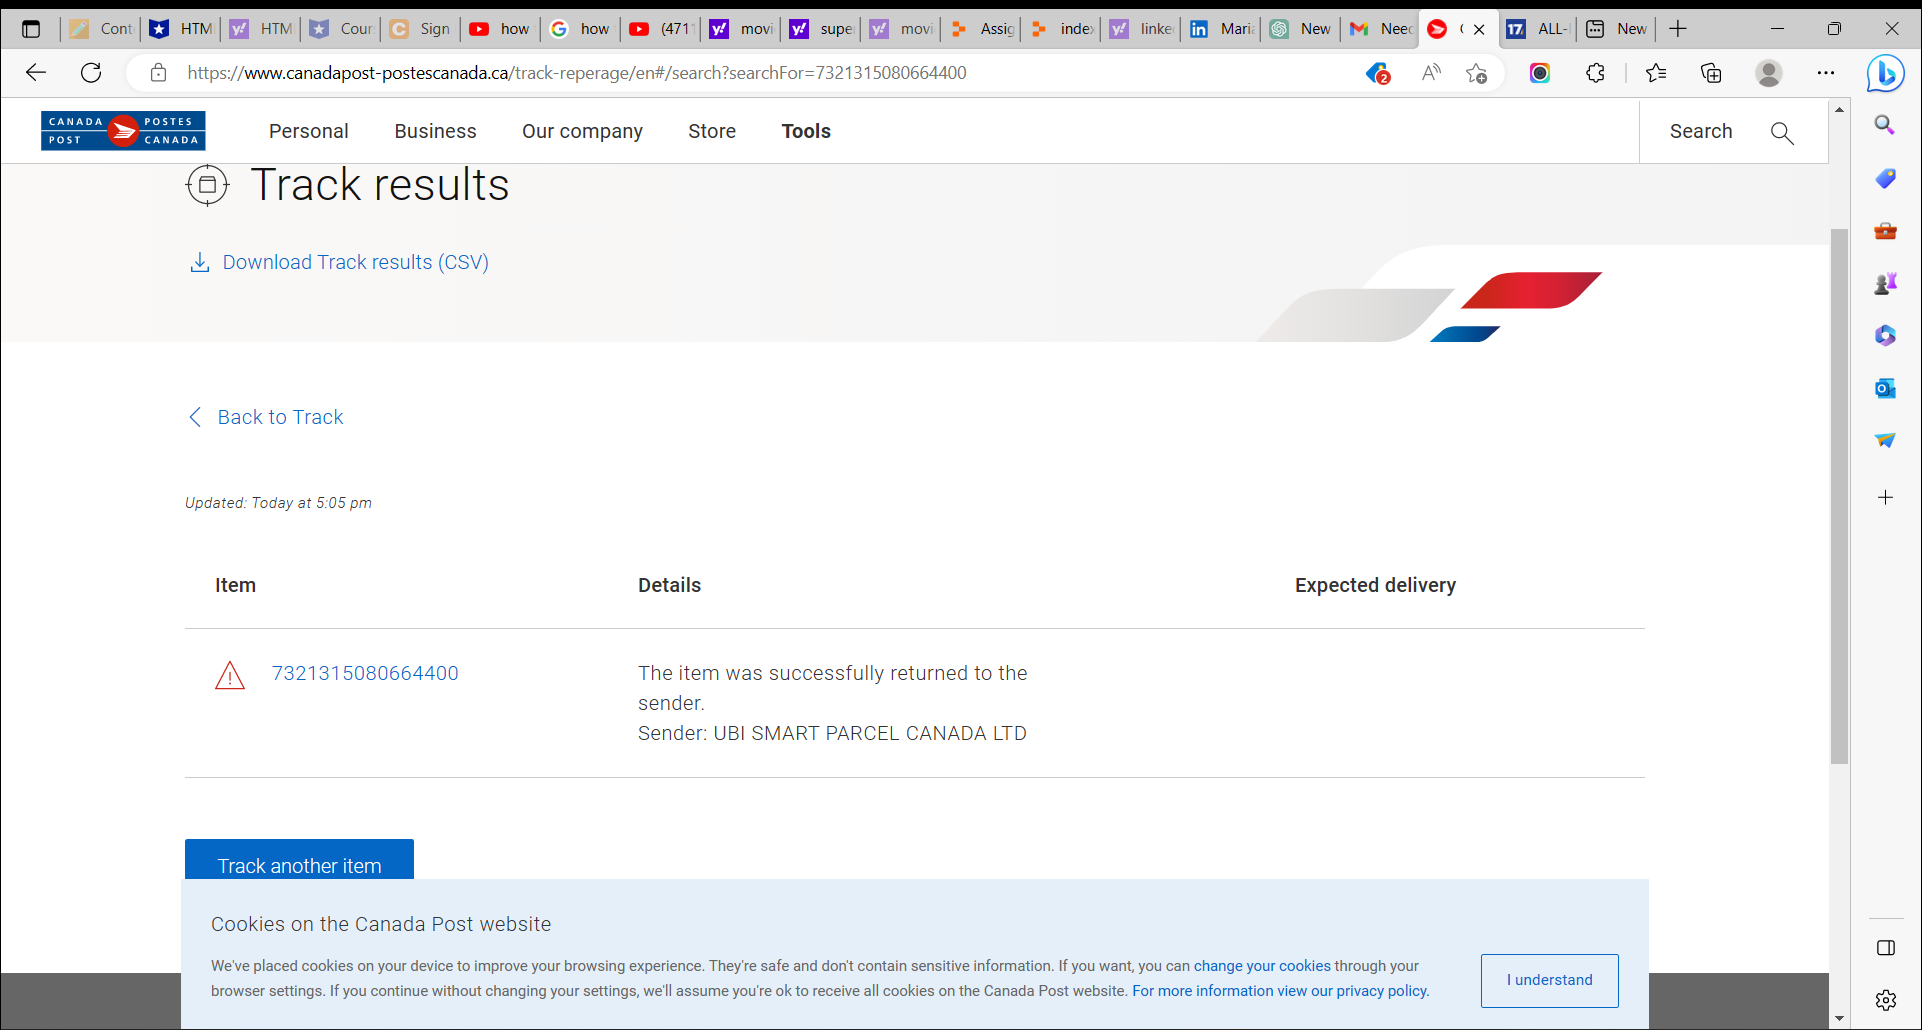 Cont
HTM
HTM
Cour
Sign
how
how
(471
movi
super
movi
Assig
index
linke
Maria
New
Need
ALL-
New
https://www.canadapost-postescanada.ca/track-reperage/en#/search?searchFor=7321315080664400
2
CANADA POSTES
POST CANADA
Personal
Business
Our company
Store
Tools
Search
Track results
Download Track results (CSV)
Back to Track
Updated: Today at 5:05 pm
Item
Details
Expected delivery
7321315080664400
The item was successfully returned to the
sender.
Sender: UBI SMART PARCEL CANADA LTD
Track another item
Cookies on the Canada Post website
We've placed cookies on your device to improve your browsing experience. They're safe and don't contain sensitive information. If you want, you can change your cookies through your
browser settings. If you continue without changing your settings, we'll assume you're ok to receive all cookies on the Canada Post website. For more information view our privacy policy.
I understand